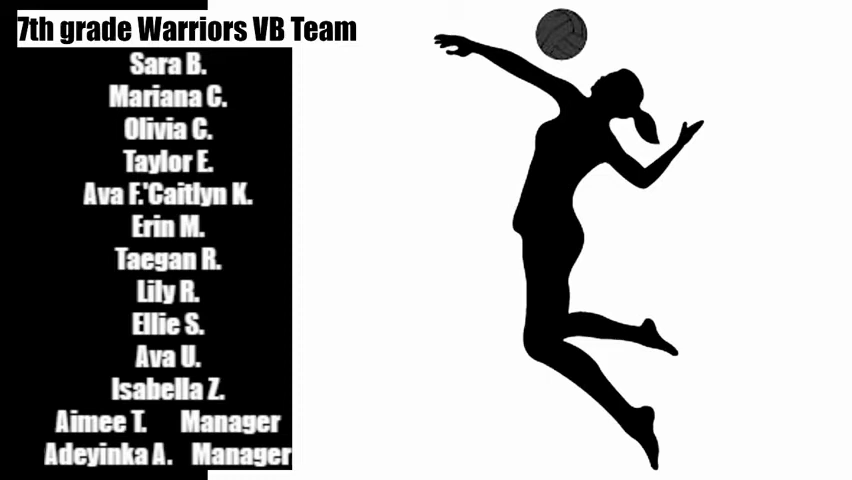 7th grade Warriors VB Team
Sara B.
Mariana C.
Olivia C.
Taylor E.
Ava F.'Caitlyn K.
Erin M.
Taegan R.
Lily R.
Ellie S.
Ava U.
Isabella Z.
Aimee T. Manager
Adeyinka A. Manager